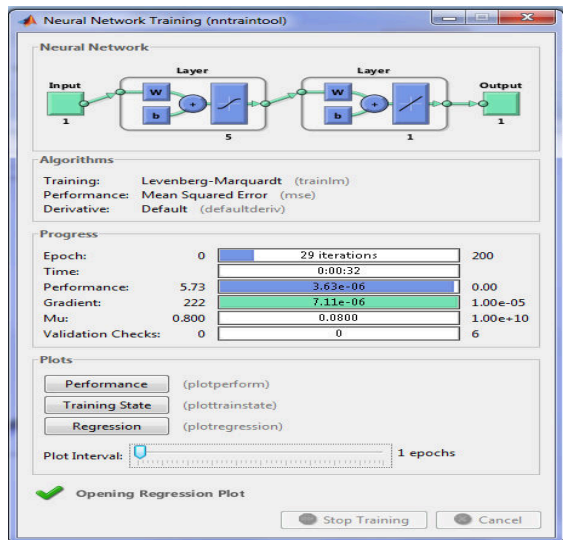 Neural Network Training (nntraintool)
Neural Network
Layer Layer
Input Output
W W
b b
+ +
1 5 1 1
Algorithms
Training: Levenberg-Marquardt (trainlm)
Performance: Mean Squared Error (mse)
Derivative: Default (defaultderiv)
Progress
Epoch: 0 29 iterations 200
Time: 0:00:32
Performance: 5.73 3.63e-06 0.00
Gradient: 222 7.11e-06 1.00e-05
Mu: 0.800 0.0800 1.00e+10
Validation Checks: 0 0 6
Plots
Performance (plotperform)
Training State (plottrainstate)
Regression (plotregression)
Plot Interval: 1 epochs
Opening Regression Plot
Stop Training Cancel